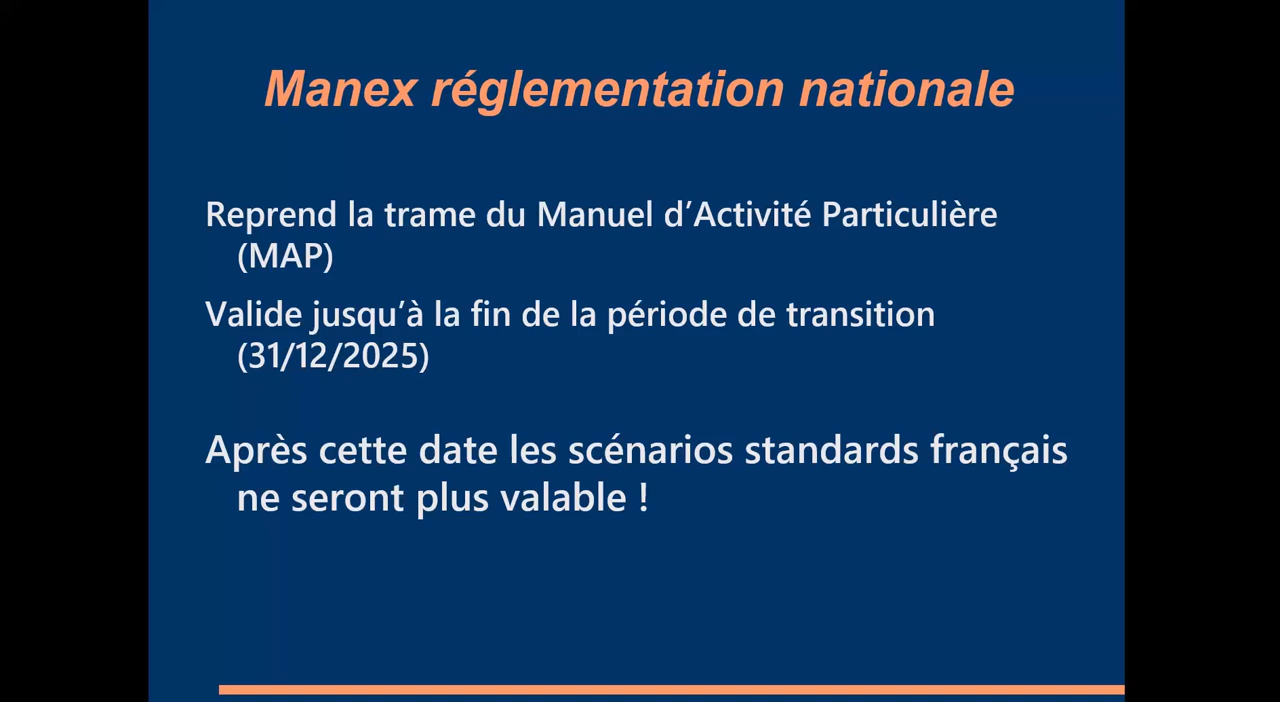 Manex réglementation nationale
Reprend la trame du Manuel d’Activité Particulière
(MAP)
Valide jusqu’à la fin de la période de transition
(31/12/2025)
Après cette date les scénarios standards français
ne seront plus valable !